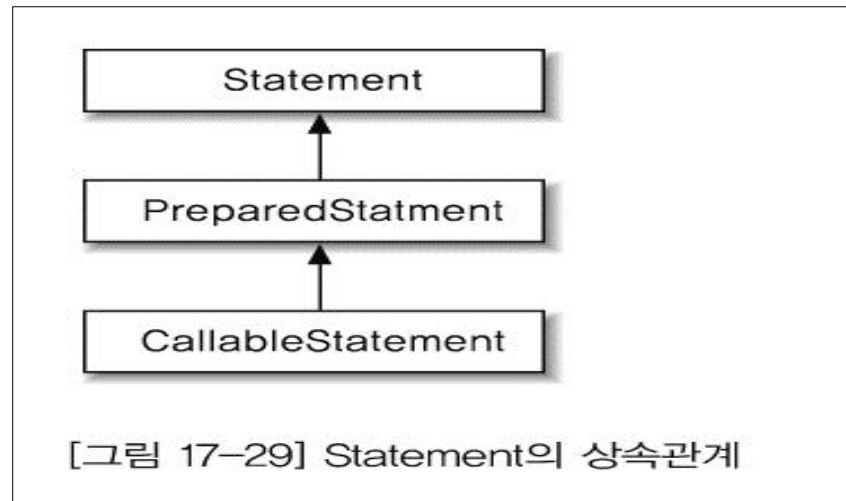 Statement
PreparedStatment
CallableStatement
[그림 17-29] Statement의 상속관계